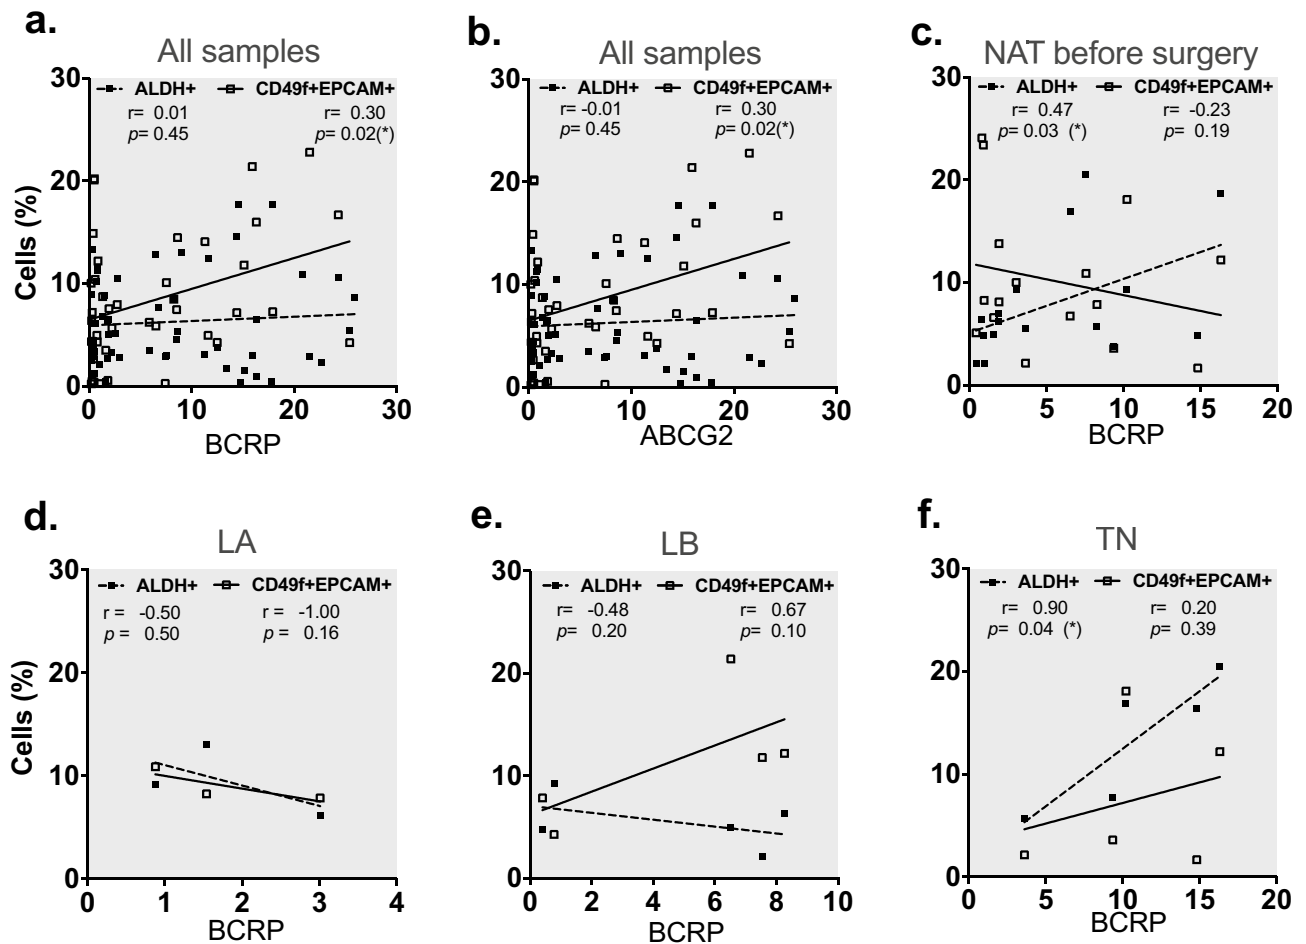 a.
All samples
ALDH+ CD49f+EPCAM+
r= 0.01 r= 0.30
p= 0.45 p= 0.02(*)
30
20
10
0
Cells (%)
0 10 20 30
BCRP
b.
All samples
ALDH+ CD49f+EPCAM+
r= -0.01 r= 0.30
p= 0.45 p= 0.02(*)
30
20
10
0
0 10 20 30
ABCG2
c.
NAT before surgery
ALDH+ CD49f+EPCAM+
r= 0.47 r= -0.23
p= 0.03 (*) p= 0.19
30
20
10
0
0 5 10 15 20
BCRP
d.
LA
ALDH+ CD49f+EPCAM+
r = -0.50 r = -1.00
p = 0.50 p = 0.16
30
20
10
0
Cells (%)
0 1 2 3 4
BCRP
e.
LB
ALDH+ CD49f+EPCAM+
r= -0.48 r= 0.67
p= 0.20 p= 0.10
30
20
10
0
0 2 4 6 8 10
BCRP
f.
TN
ALDH+ CD49f+EPCAM+
r= 0.90 r= 0.20
p= 0.04 (*) p= 0.39
30
20
10
0
0 5 10 15 20
BCRP